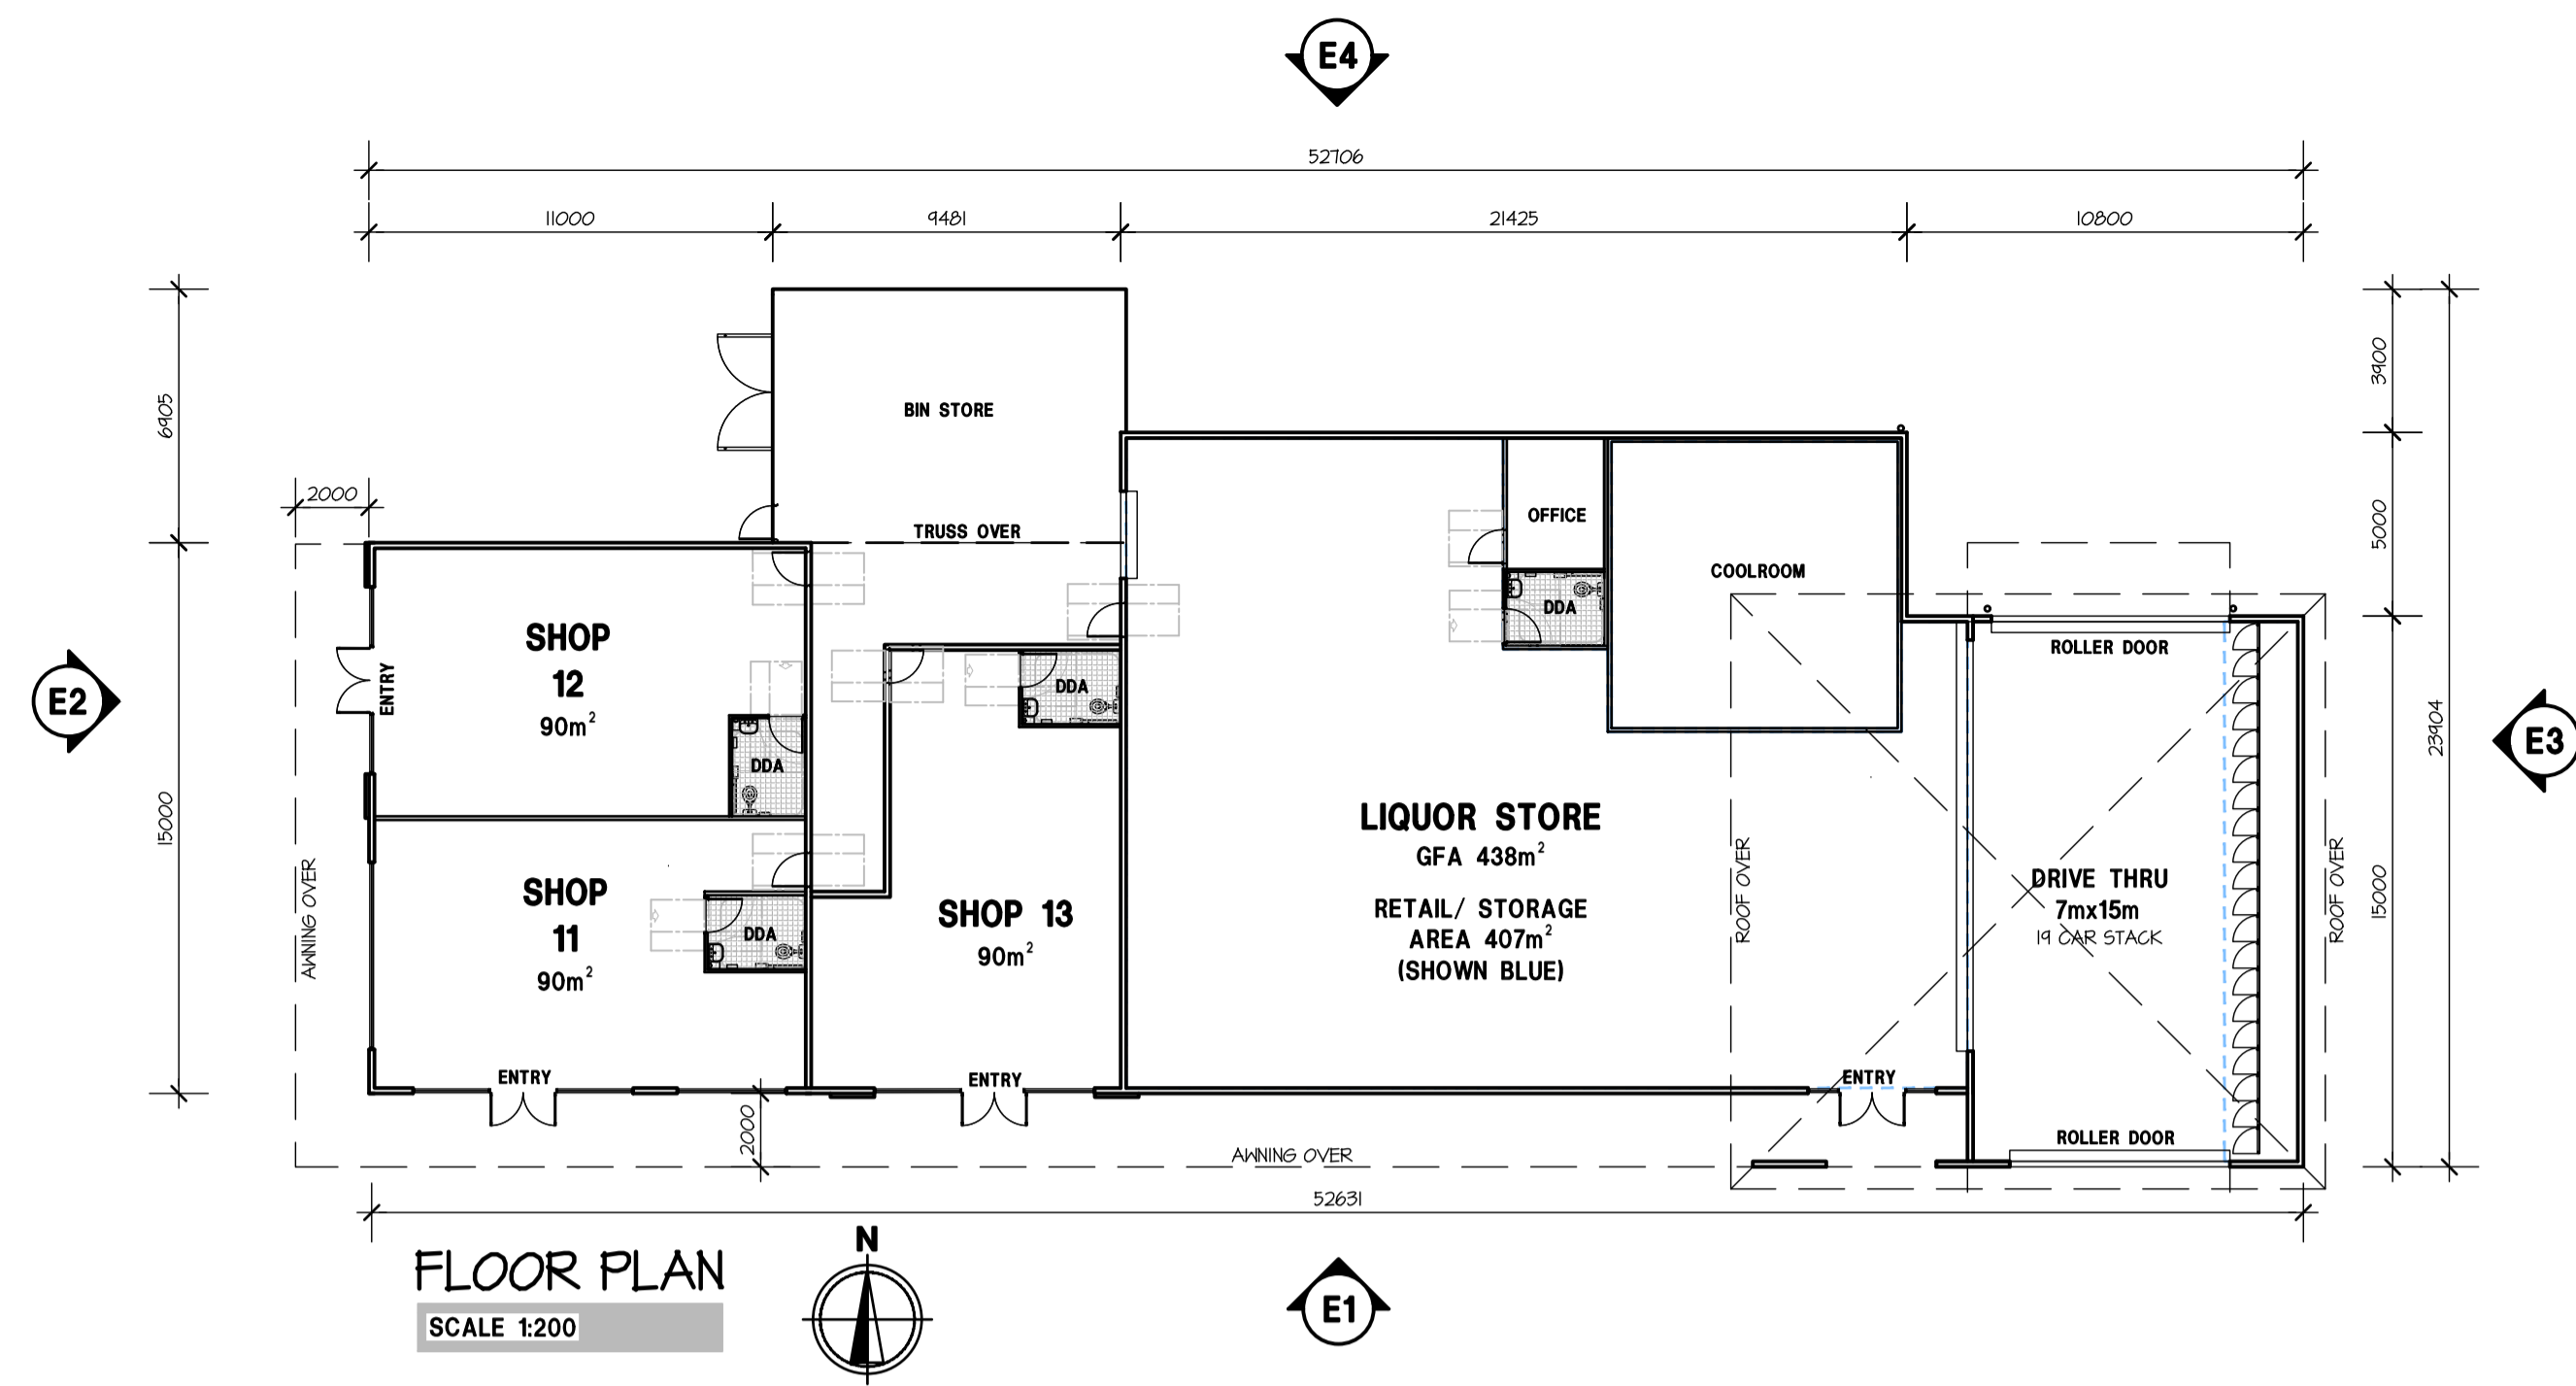 E4
52706
11000
9481
21425
10800
3900
6905
BIN STORE
2000
TRUSS OVER
OFFICE
5000
COOLROOM
DDA
ROLLER DOOR
SHOP
12
90m²
ENTRY
DDA
E2
E3
23904
DDA
15000
LIQUOR STORE
GFA 438m²
RETAIL/ STORAGE
AREA 407m²
(SHOWN BLUE)
ROOF OVER
DRIVE THRU
7mx15m
19 CAR STACK
ROOF OVER
15000
AWNING OVER
SHOP
11
90m²
DDA
SHOP 13
90m²
ENTRY
ENTRY
ENTRY
2000
ROLLER DOOR
AWNING OVER
52631
N
FLOOR PLAN
SCALE 1:200
E1